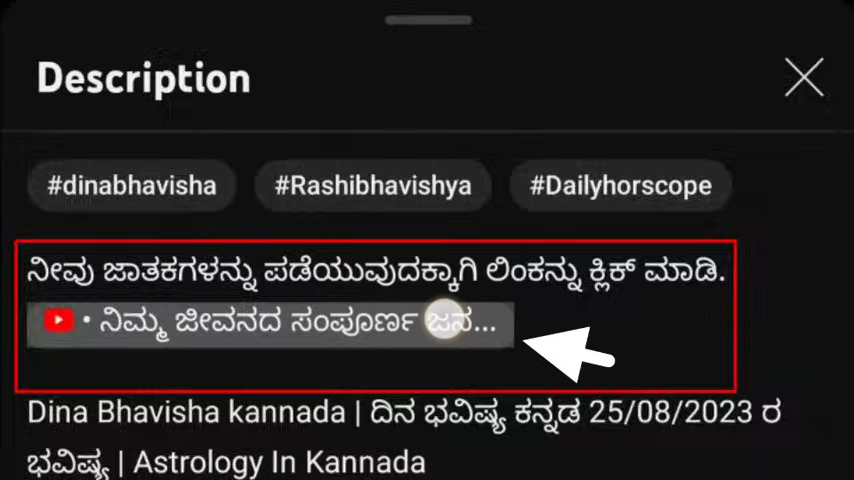 Description
#dinabhavisha #Rashibhavishya #Dailyhorscope
ನೀವು ಜಾತಕಗಳನ್ನು ಪಡೆಯುವುದಕ್ಕಾಗಿ ಲಿಂಕನ್ನು ಕ್ಲಿಕ್ ಮಾಡಿ.
• ನಿಮ್ಮ ಜೀವನದ ಸಂಪೂರ್ಣ ಜನ...
Dina Bhavisha kannada | ದಿನ ಭವಿಷ್ಯ ಕನ್ನಡ 25/08/2023 ರ
ಭವಿಷ್ಯ | Astrology In Kannada